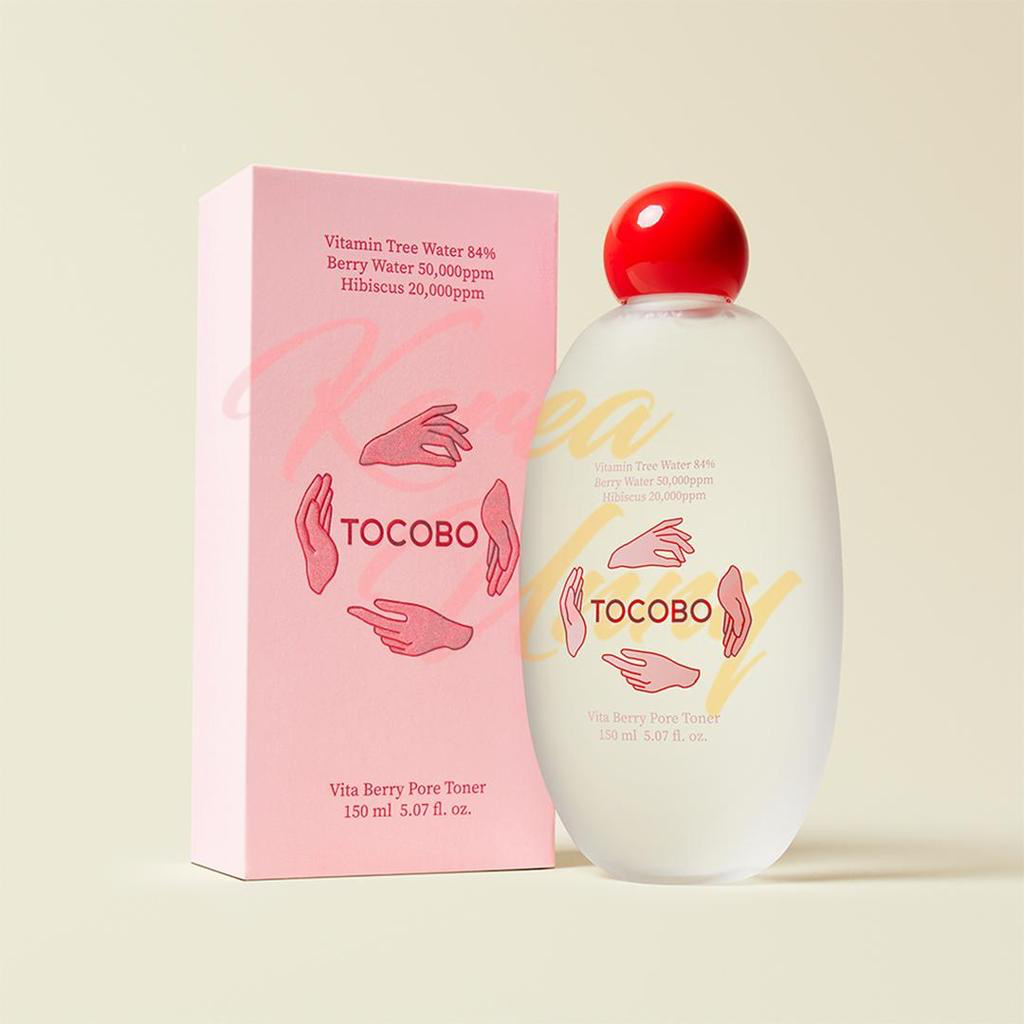 Vitamin Tree Water 84%
Berry Water 50,000ppm
Hibiscus 20,000ppm
TOCOBO
Vita Berry Pore Toner
150 ml 5.07 fl. oz.
Korea
Unny
Vitamin Tree Water 84%
Berry Water 50,000ppm
Hibiscus 20,000ppm
TOCOBO
Vita Berry Pore Toner
150 ml 5.07 fl. oz.